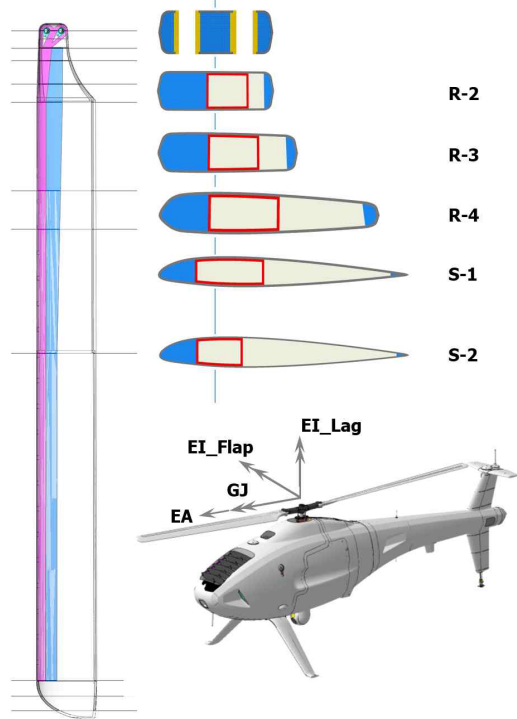 R-2
R-3
R-4
S-1
S-2
EI_Lag
EI_Flap
GJ
EA